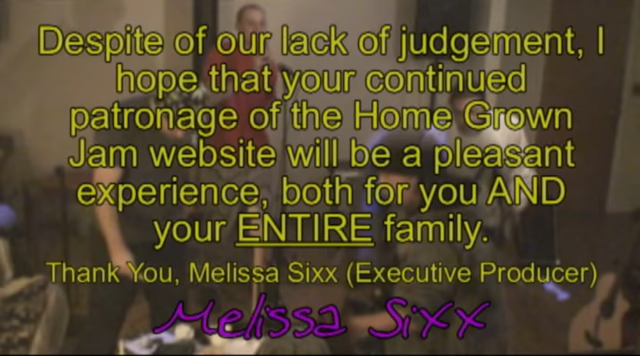 Despite of our lack of judgement, I
hope that your continued
patronage of the Home Grown
Jam website will be a pleasant
experience, both for you AND
your ENTIRE family.
Thank You, Melissa Sixx (Executive Producer)
Melissa Sixx